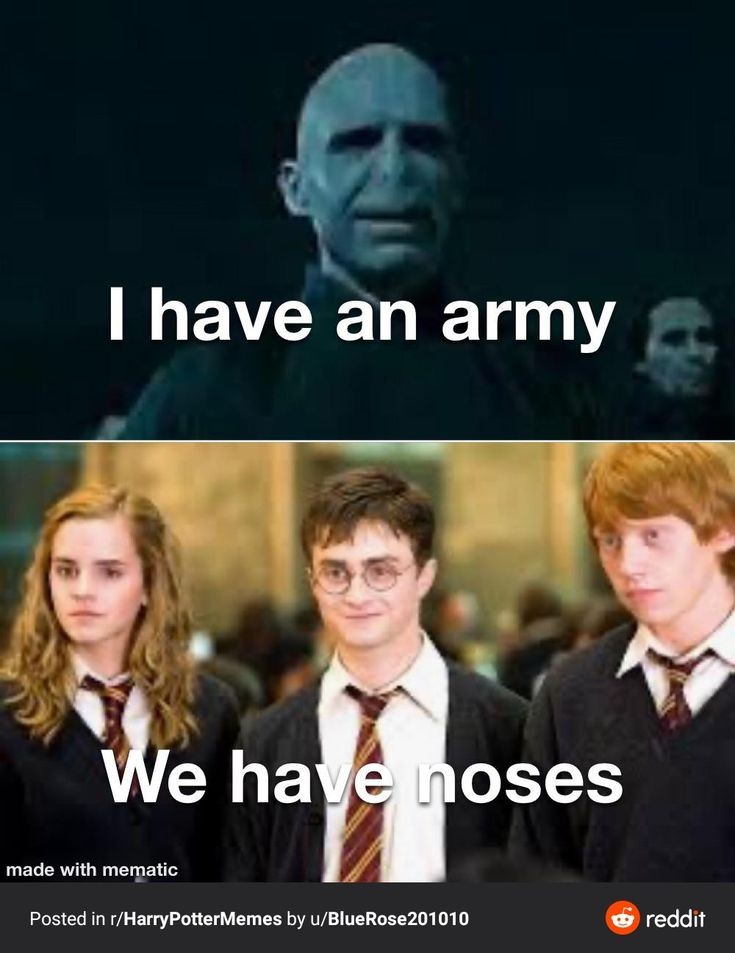 I have an army
We have noses
made with mematic
Posted in r/HarryPotterMemes by u/BlueRose201010
reddit